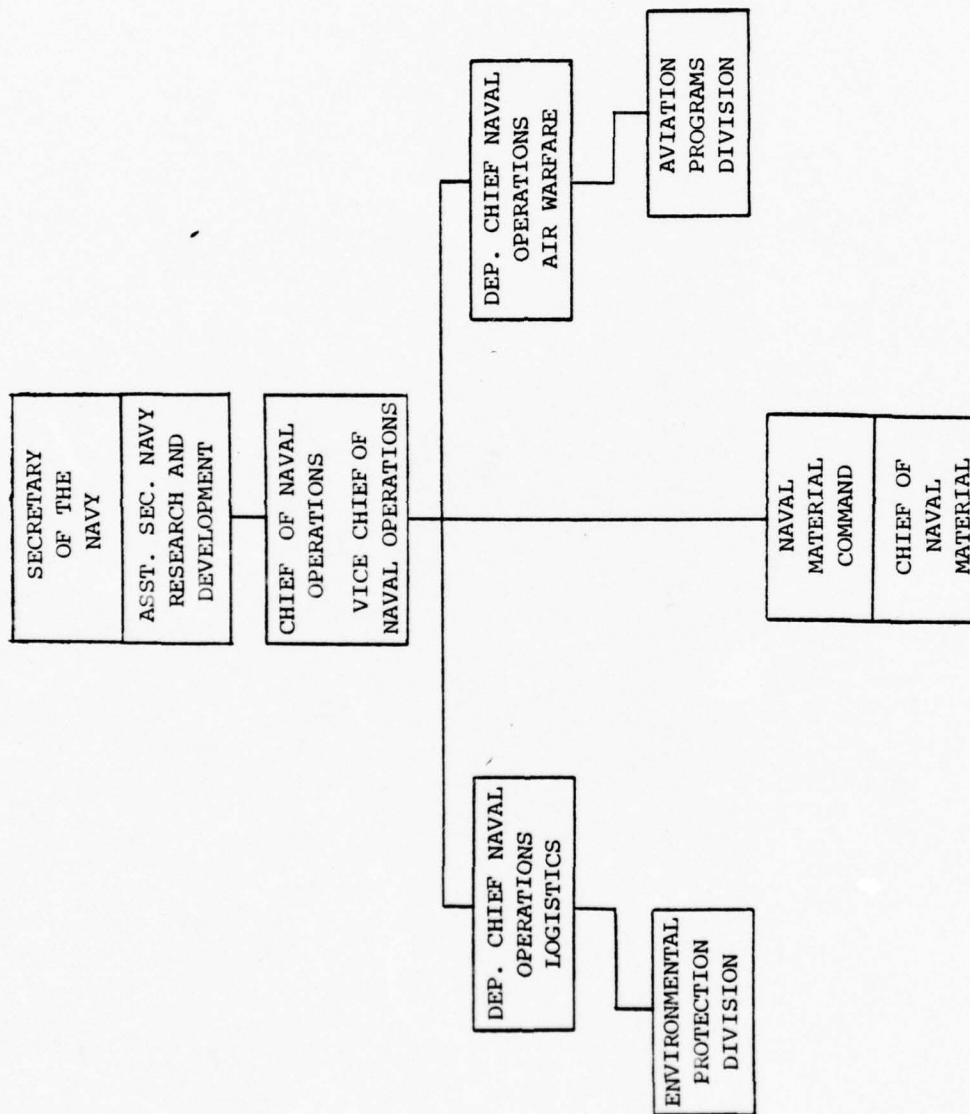 SECRETARY
OF THE
NAVY
ASST. SEC. NAVY
RESEARCH AND
DEVELOPMENT
CHIEF OF NAVAL
OPERATIONS
VICE CHIEF OF
NAVAL OPERATIONS
DEP. CHIEF NAVAL
OPERATIONS
LOGISTICS
DEP. CHIEF NAVAL
OPERATIONS
AIR WARFARE
ENVIRONMENTAL
PROTECTION
DIVISION
AVIATION
PROGRAMS
DIVISION
NAVAL
MATERIAL
COMMAND
CHIEF OF
NAVAL
MATERIAL